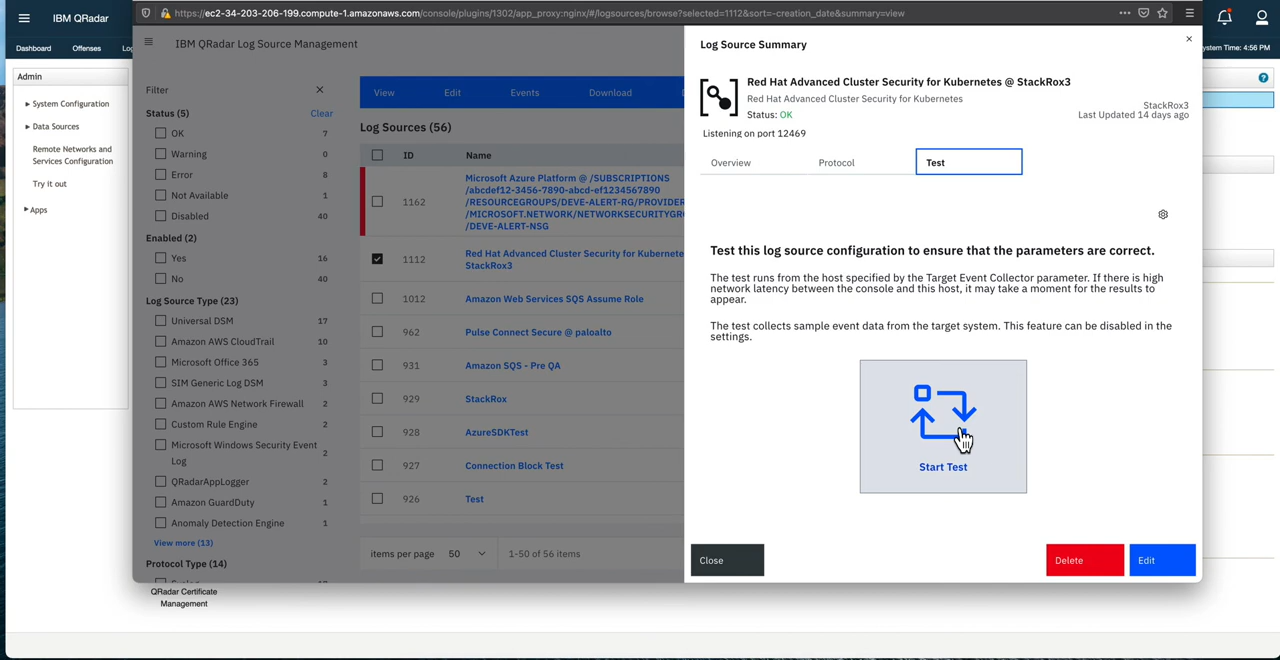 https://ec2-34-203-206-199.compute-1.amazonaws.com/console/plugins/1302/app_proxy:nginx/#/logsources/browse?selected=1112&sort=-creation_date&summary=view
IBM QRadar
Dashboard
Offenses
ystem Time: 4:56 PM
Admin
System Configuration
Data Sources
Remote Networks and
Services Configuration
Try it out
Apps
IBM QRadar Log Source Management
Filter
Status (5)
Clear
OK 7
Warning 0
Error 8
Not Available 1
Disabled 40
Enabled (2)
Yes 16
No 40
Log Source Type (23)
Universal DSM 17
Amazon AWS CloudTrail 10
Microsoft Office 365 3
SIM Generic Log DSM 3
Amazon AWS Network Firewall 2
Custom Rule Engine 2
Microsoft Windows Security Event
Log 2
QRadarAppLogger 2
Amazon GuardDuty 1
Anomaly Detection Engine 1
View more (13)
Protocol Type (14)
QRadar Certificate
Management
View
Edit
Events
Download
Log Sources (56)
ID
Name
1162
Microsoft Azure Platform @ /SUBSCRIPTIONS
/abcdef12-3456-7890-abcd-ef1234567890
/RESOURCEGROUPS/DEVE-ALERT-RG/PROVIDER
/MICROSOFT.NETWORK/NETWORKSECURITYGR
/DEVE-ALERT-NSG
1112
Red Hat Advanced Cluster Security for Kubernete
StackRox3
1012
Amazon Web Services SQS Assume Role
962
Pulse Connect Secure @ paloalto
931
Amazon SQS - Pre QA
929
StackRox
928
AzureSDKTest
927
Connection Block Test
926
Test
items per page 50
1-50 of 56 items
Log Source Summary
Red Hat Advanced Cluster Security for Kubernetes @ StackRox3
Red Hat Advanced Cluster Security for Kubernetes
Status: OK
StackRox3
Last Updated 14 days ago
Listening on port 12469
Overview
Protocol
Test
Test this log source configuration to ensure that the parameters are correct.
The test runs from the host specified by the Target Event Collector parameter. If there is high
network latency between the console and this host, it may take a moment for the results to
appear.
The test collects sample event data from the target system. This feature can be disabled in the
settings.
Start Test
Close
Delete
Edit